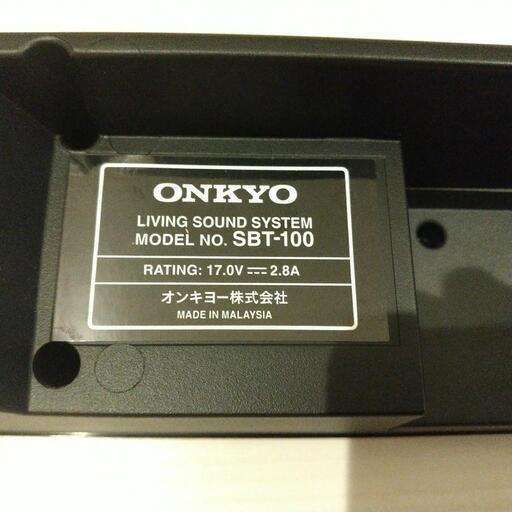 ONKYO
LIVING SOUND SYSTEM
MODEL NO. SBT-100
RATING: 17.0V ⎓ 2.8A
オンキヨー株式会社
MADE IN MALAYSIA